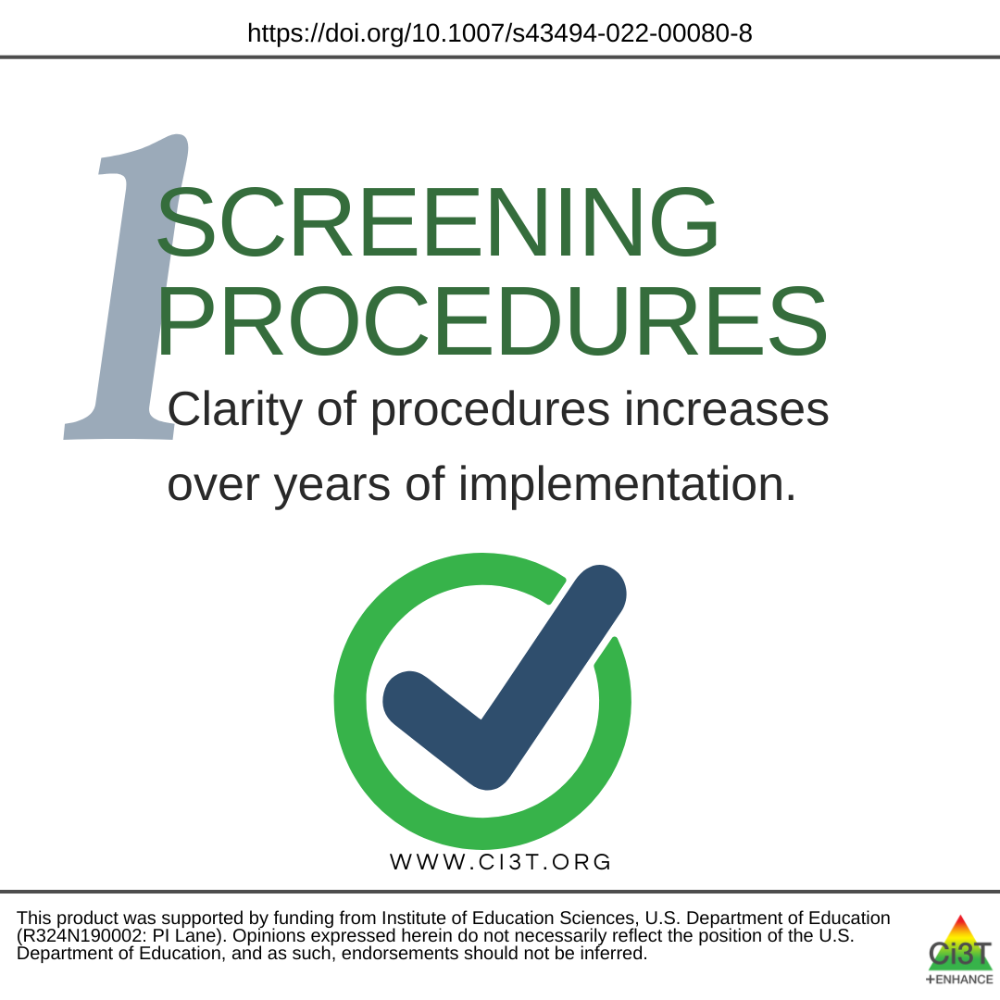 https://doi.org/10.1007/s43494-022-00080-8
1
SCREENING
PROCEDURES
Clarity of procedures increases
over years of implementation.
WWW.CI3T.ORG
This product was supported by funding from Institute of Education Sciences, U.S. Department of Education
(R324N190002: PI Lane). Opinions expressed herein do not necessarily reflect the position of the U.S.
Department of Education, and as such, endorsements should not be inferred.
Ci3T
+ENHANCE